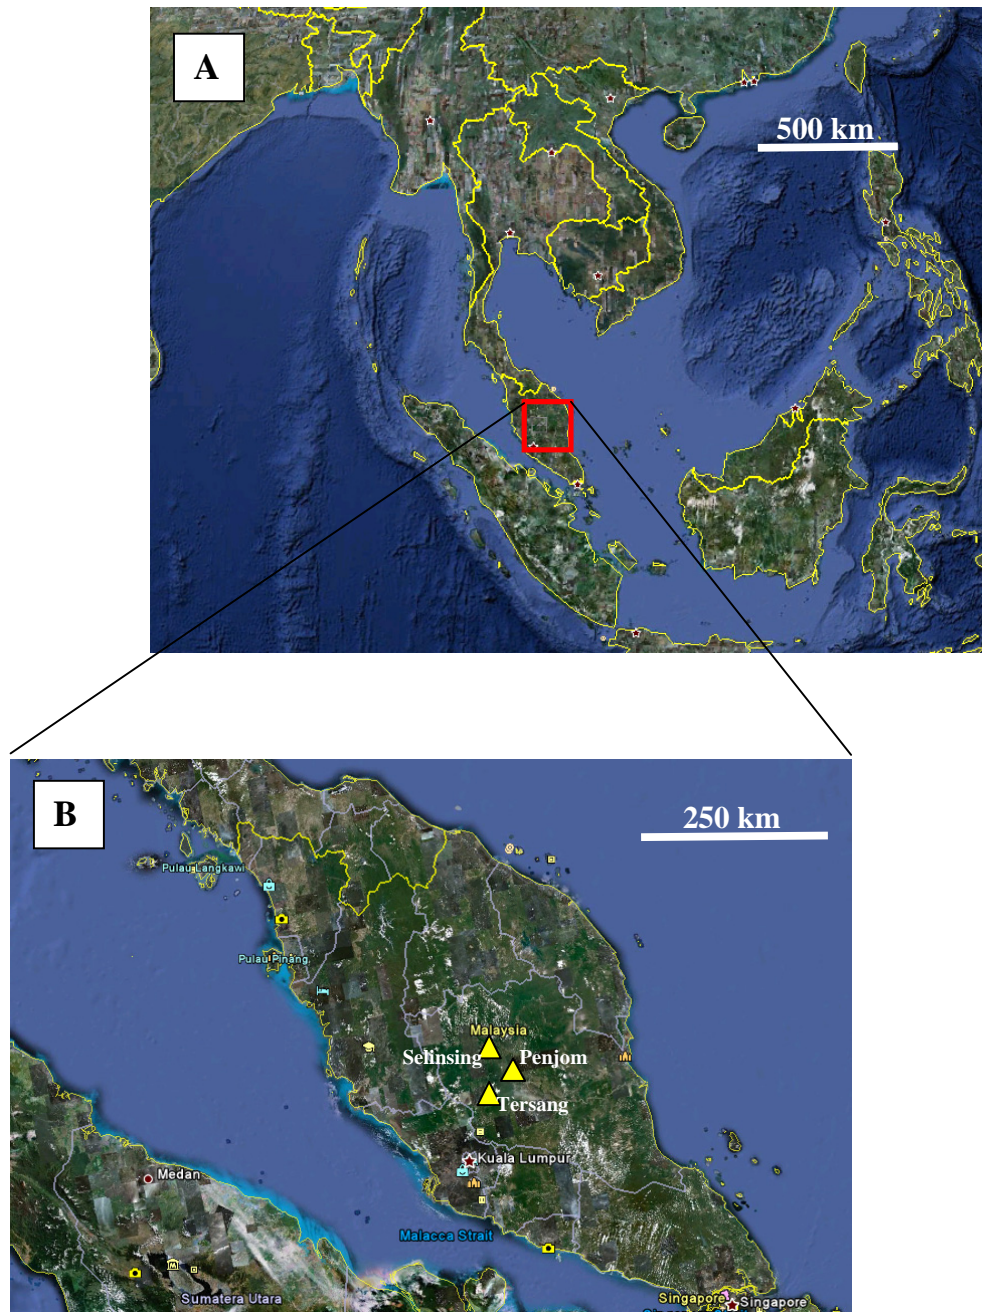 A
500 km
B
250 km
Pulau Langkawi
Pulau Pinang
Malaysia
Selinsing
Penjom
Tersang
Kuala Lumpur
Medan
Malacca Strait
Sumatera Utara
Singapore
Singapore